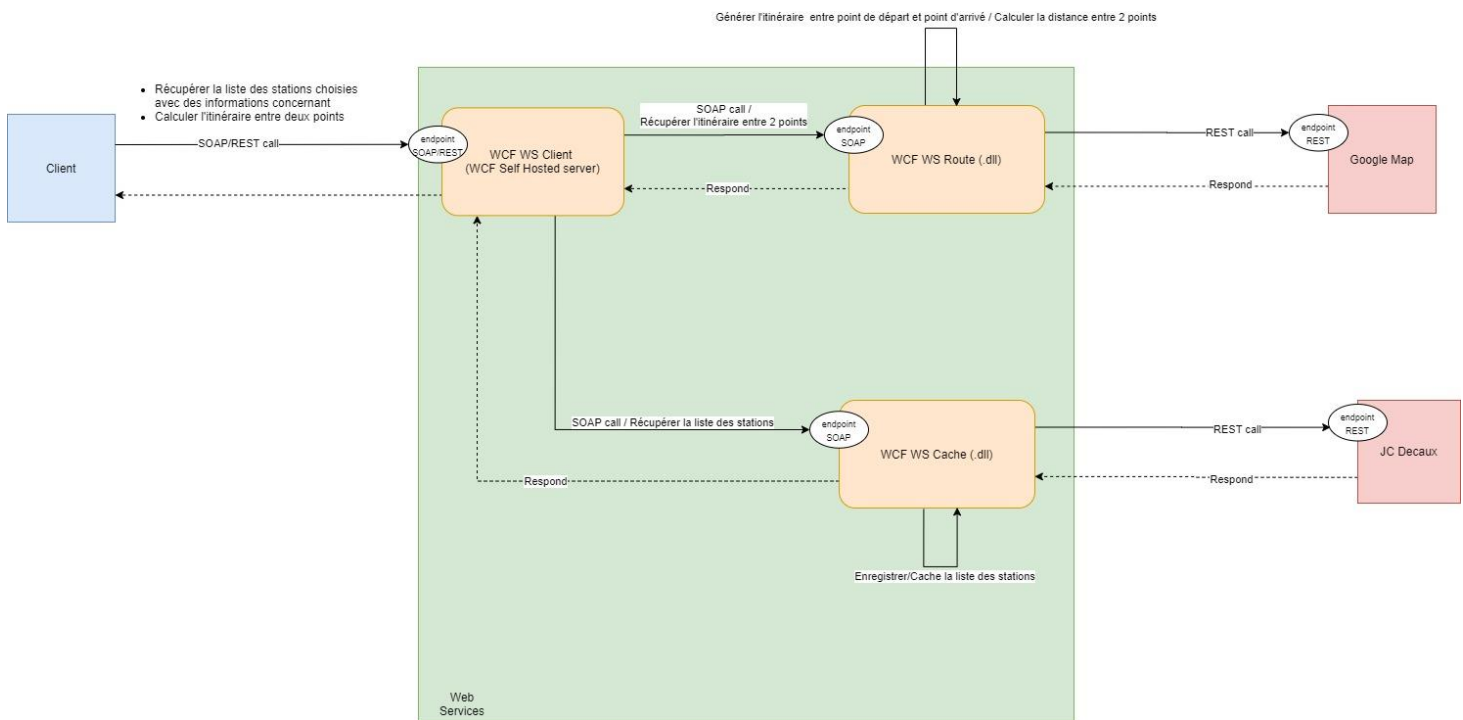 Générer l'itinéraire entre point de départ et point d'arrivé / Calculer la distance entre 2 points
• Récupérer la liste des stations choisies
avec des informations concernant
• Calculer l'itinéraire entre deux points
SOAP/REST call
Client
endpoint
SOAP/REST
WCF WS Client
(WCF Self Hosted server)
SOAP call /
Récupérer l'itinéraire entre 2 points
endpoint
SOAP
WCF WS Route (.dll)
Respond
REST call
endpoint
REST
Google Map
Respond
SOAP call / Récupérer la liste des stations
endpoint
SOAP
WCF WS Cache (.dll)
Respond
REST call
endpoint
REST
JC Decaux
Respond
Enregistrer/Cache la liste des stations
Web
Services